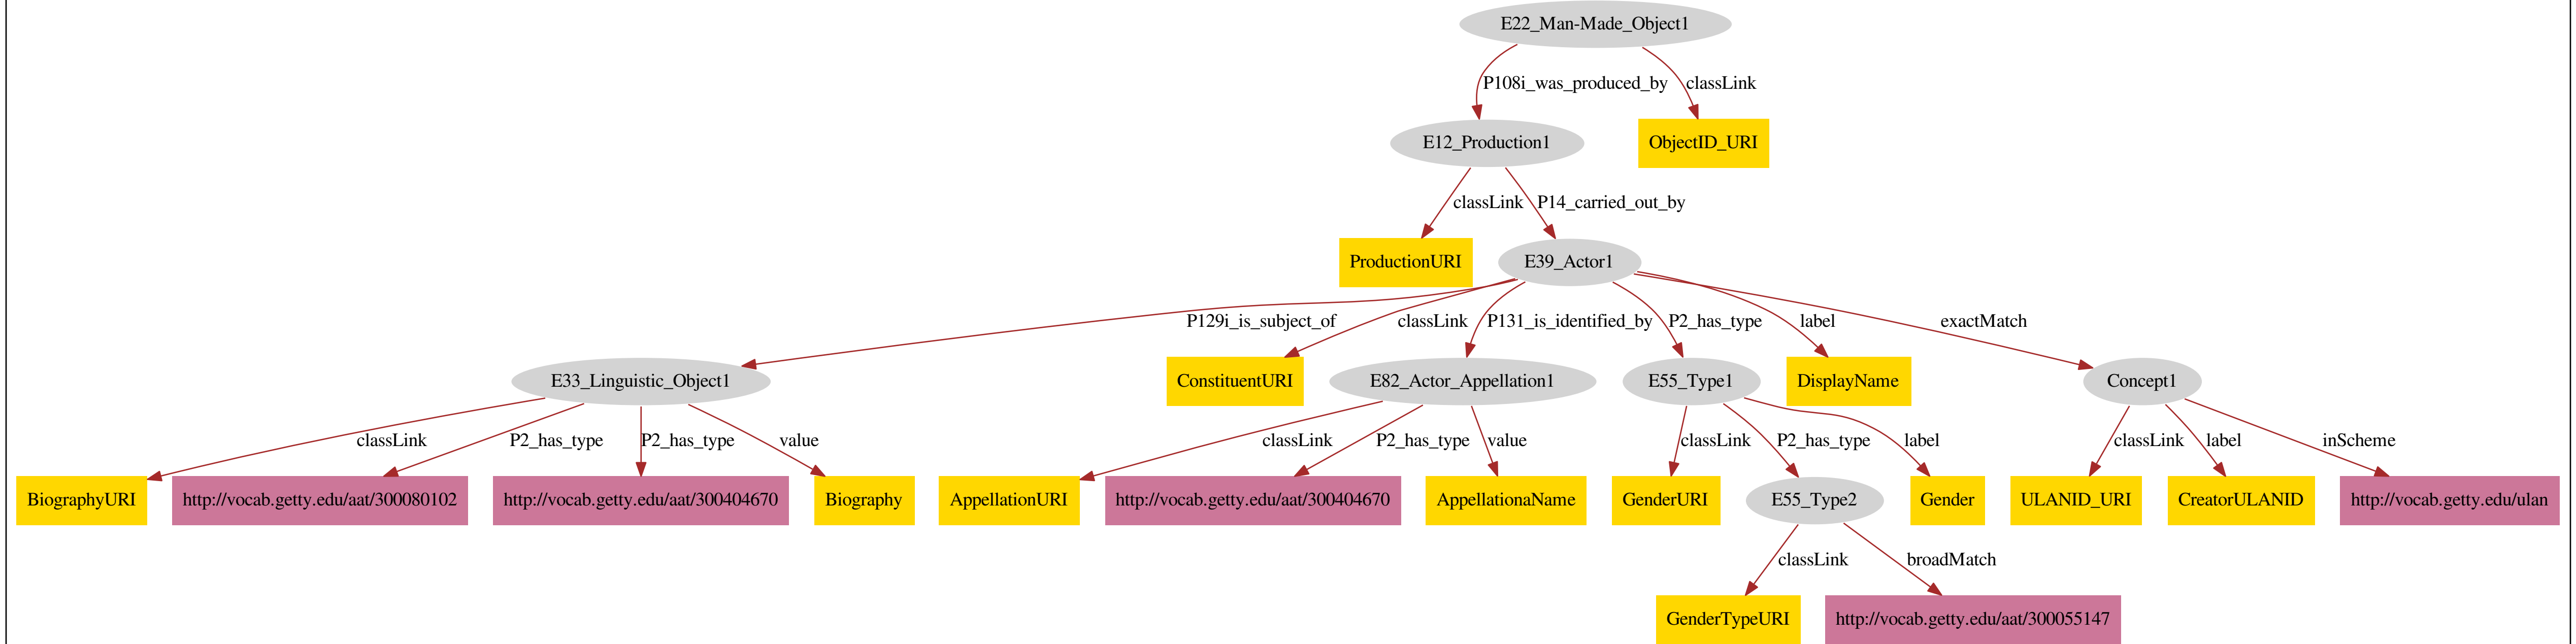 E22_Man-Made_Object1
P108i_was_produced_by
classLink
E12_Production1
ObjectID_URI
classLink
P14_carried_out_by
ProductionURI
E39_Actor1
P129i_is_subject_of
classLink
P131_is_identified_by
P2_has_type
label
exactMatch
E33_Linguistic_Object1
ConstituentURI
E82_Actor_Appellation1
E55_Type1
DisplayName
Concept1
classLink
P2_has_type
P2_has_type
value
classLink
P2_has_type
value
classLink
P2_has_type
label
classLink
label
inScheme
BiographyURI
http://vocab.getty.edu/aat/300080102
http://vocab.getty.edu/aat/300404670
Biography
AppellationURI
http://vocab.getty.edu/aat/300404670
AppellationaName
GenderURI
E55_Type2
Gender
ULANID_URI
CreatorULANID
http://vocab.getty.edu/ulan
classLink
broadMatch
GenderTypeURI
http://vocab.getty.edu/aat/300055147